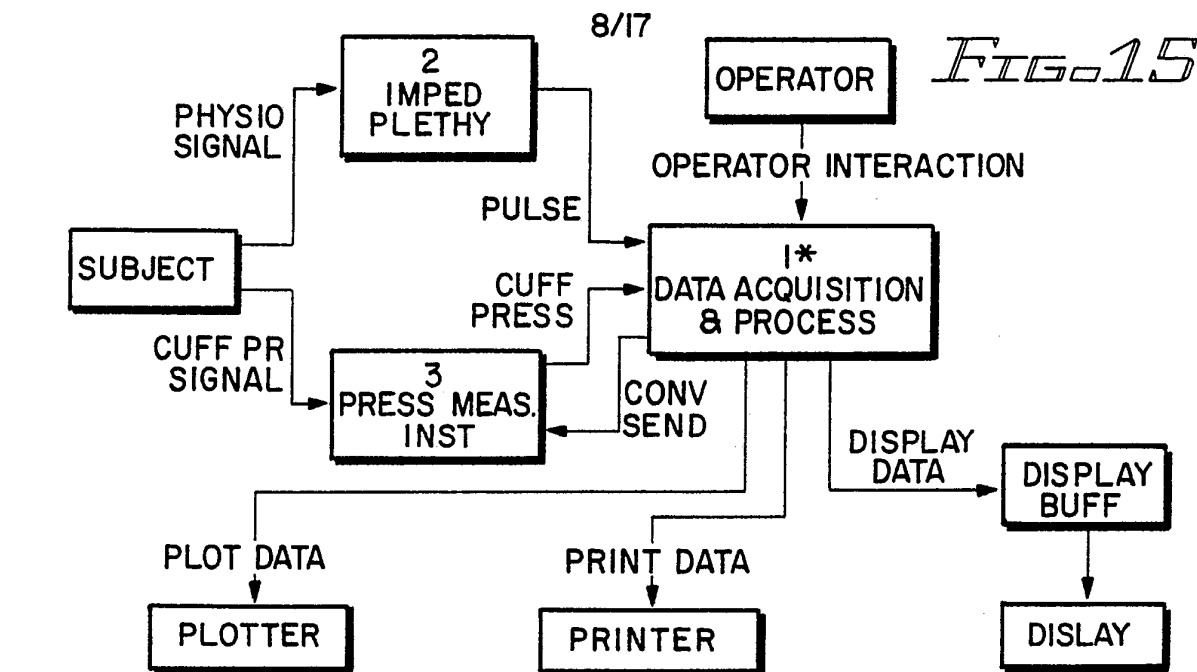 8/17
FIG. 15
2
IMPED
PLETHY
OPERATOR
PHYSIO
SIGNAL
OPERATOR INTERACTION
PULSE
SUBJECT
1*
DATA ACQUISITION
& PROCESS
CUFF
PRESS
CUFF PR
SIGNAL
3
PRESS MEAS.
INST
CONV
SEND
DISPLAY
DATA
DISPLAY
BUFF
PLOT DATA
PRINT DATA
PLOTTER
PRINTER
DISLAY